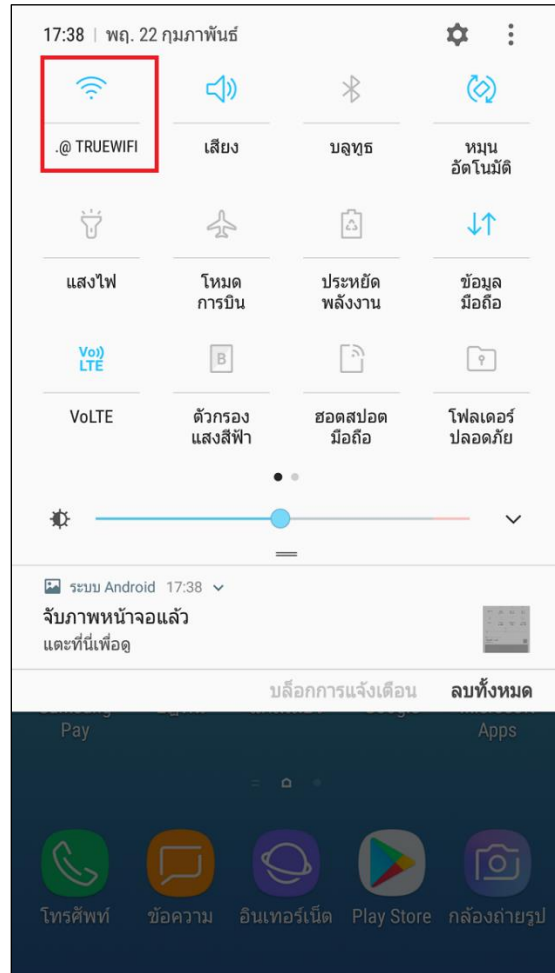 17:38 | พฤ. 22 กุมภาพันธ์
.@ TRUEWIFI
เสียง
บลูทูธ
หมุน
อัตโนมัติ
แสงไฟ
โหมด
การบิน
ประหยัด
พลังงาน
ข้อมูล
มือถือ
Vo))
LTE
B
VoLTE
ตัวกรอง
แสงสีฟ้า
ฮอตสปอต
มือถือ
โฟลเดอร์
ปลอดภัย
ระบบ Android 17:38
จับภาพหน้าจอแล้ว
แตะที่นี่เพื่อดู
บล็อกการแจ้งเตือน ลบทั้งหมด
Pay Apps
โทรศัพท์ ข้อความ อินเทอร์เน็ต Play Store กล้องถ่ายรูป